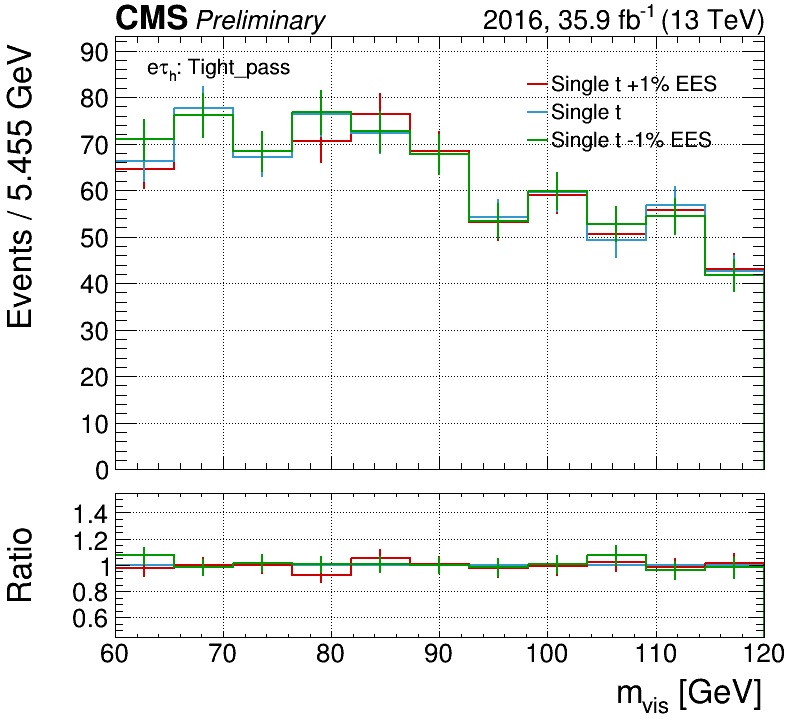 CMS Preliminary 2016, 35.9 fb⁻¹ (13 TeV)
eτₕ: Tight_pass
Single t +1% EES
Single t
Single t -1% EES
Events / 5.455 GeV
90
80
70
60
50
40
30
20
10
0
Ratio
1.4
1.2
1
0.8
0.6
60 70 80 90 100 110 120
m_vis [GeV]